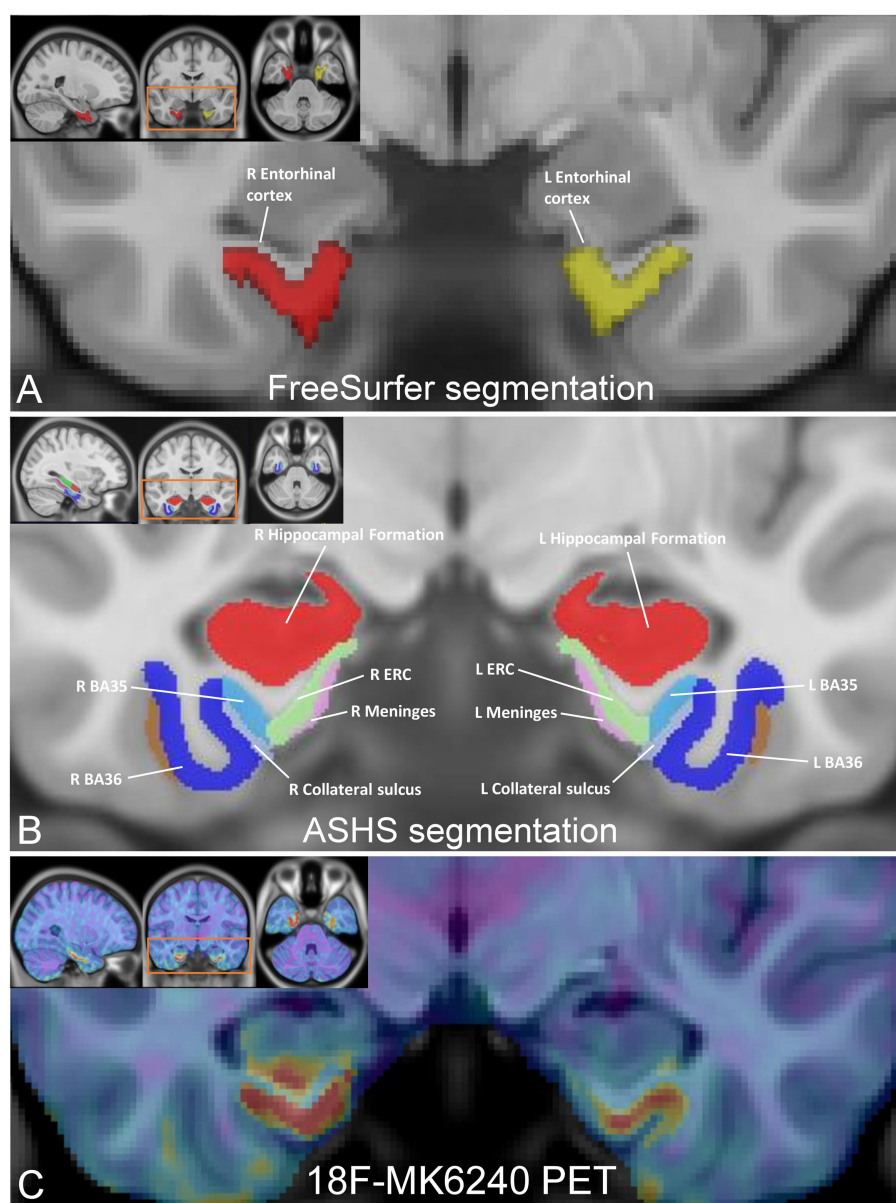 R Entorhinal
cortex
L Entorhinal
cortex
A
FreeSurfer segmentation
R Hippocampal Formation
L Hippocampal Formation
R BA35
R ERC
L ERC
L BA35
R Meninges
L Meninges
R BA36
L BA36
R Collateral sulcus
L Collateral sulcus
B
ASHS segmentation
C
18F-MK6240 PET